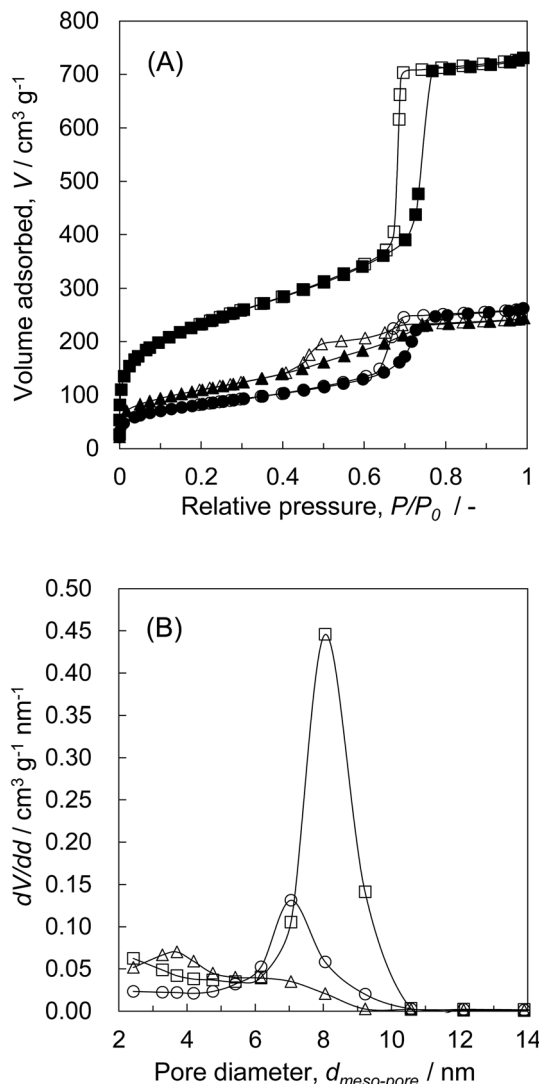 (A)
Volume adsorbed, V / cm³ g⁻¹
800
700
600
500
400
300
200
100
0
0 0.2 0.4 0.6 0.8 1
Relative pressure, P/P₀ / -
(B)
dV/dd / cm³ g⁻¹ nm⁻¹
0.50
0.45
0.40
0.35
0.30
0.25
0.20
0.15
0.10
0.05
0.00
2 4 6 8 10 12 14
Pore diameter, d_meso-pore / nm